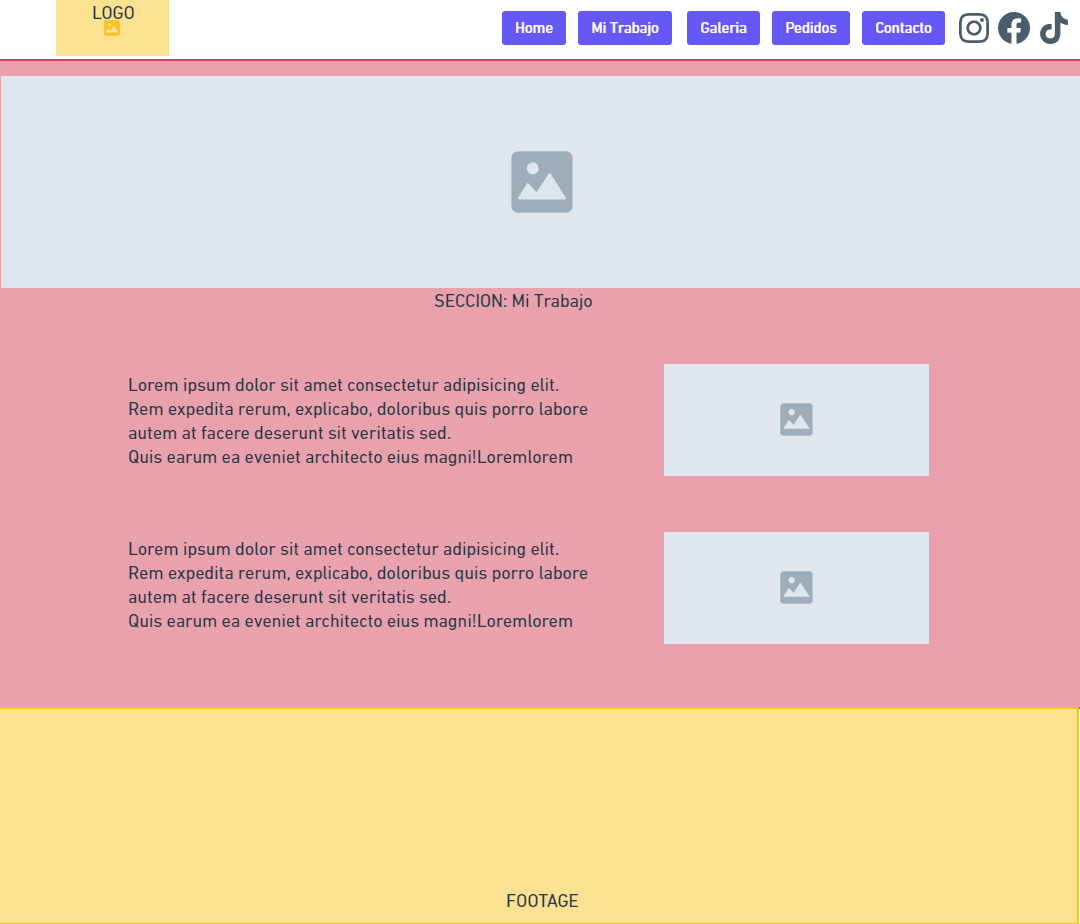 LOGO
Home
Mi Trabajo
Galeria
Pedidos
Contacto
SECCION: Mi Trabajo
Lorem ipsum dolor sit amet consectetur adipisicing elit.
Rem expedita rerum, explicabo, doloribus quis porro labore
autem at facere deserunt sit veritatis sed.
Quis earum ea eveniet architecto eius magni!Loremlorem
Lorem ipsum dolor sit amet consectetur adipisicing elit.
Rem expedita rerum, explicabo, doloribus quis porro labore
autem at facere deserunt sit veritatis sed.
Quis earum ea eveniet architecto eius magni!Loremlorem
FOOTAGE